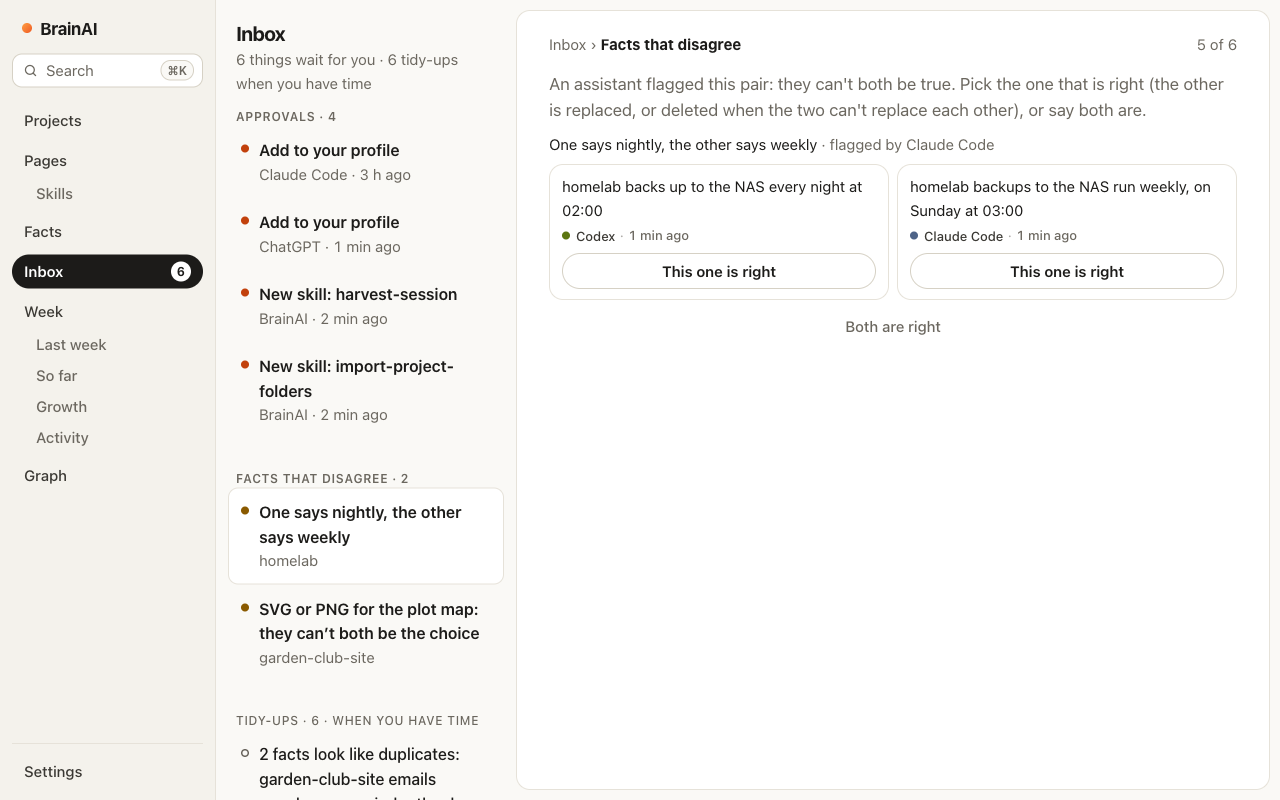 BrainAI
Search ⌘K
Projects
Pages
Skills
Facts
Inbox 6
Week
Last week
So far
Growth
Activity
Graph
Settings
Inbox
6 things wait for you · 6 tidy-ups
when you have time
APPROVALS · 4
Add to your profile
Claude Code · 3 h ago
Add to your profile
ChatGPT · 1 min ago
New skill: harvest-session
BrainAI · 2 min ago
New skill: import-project-
folders
BrainAI · 2 min ago
FACTS THAT DISAGREE · 2
One says nightly, the other
says weekly
homelab
SVG or PNG for the plot map:
they can’t both be the choice
garden-club-site
TIDY-UPS · 6 · WHEN YOU HAVE TIME
2 facts look like duplicates:
garden-club-site emails
Inbox › Facts that disagree 5 of 6
An assistant flagged this pair: they can't both be true. Pick the one that is right (the other
is replaced, or deleted when the two can't replace each other), or say both are.
One says nightly, the other says weekly · flagged by Claude Code
homelab backs up to the NAS every night at
02:00
Codex · 1 min ago
This one is right
homelab backups to the NAS run weekly, on
Sunday at 03:00
Claude Code · 1 min ago
This one is right
Both are right